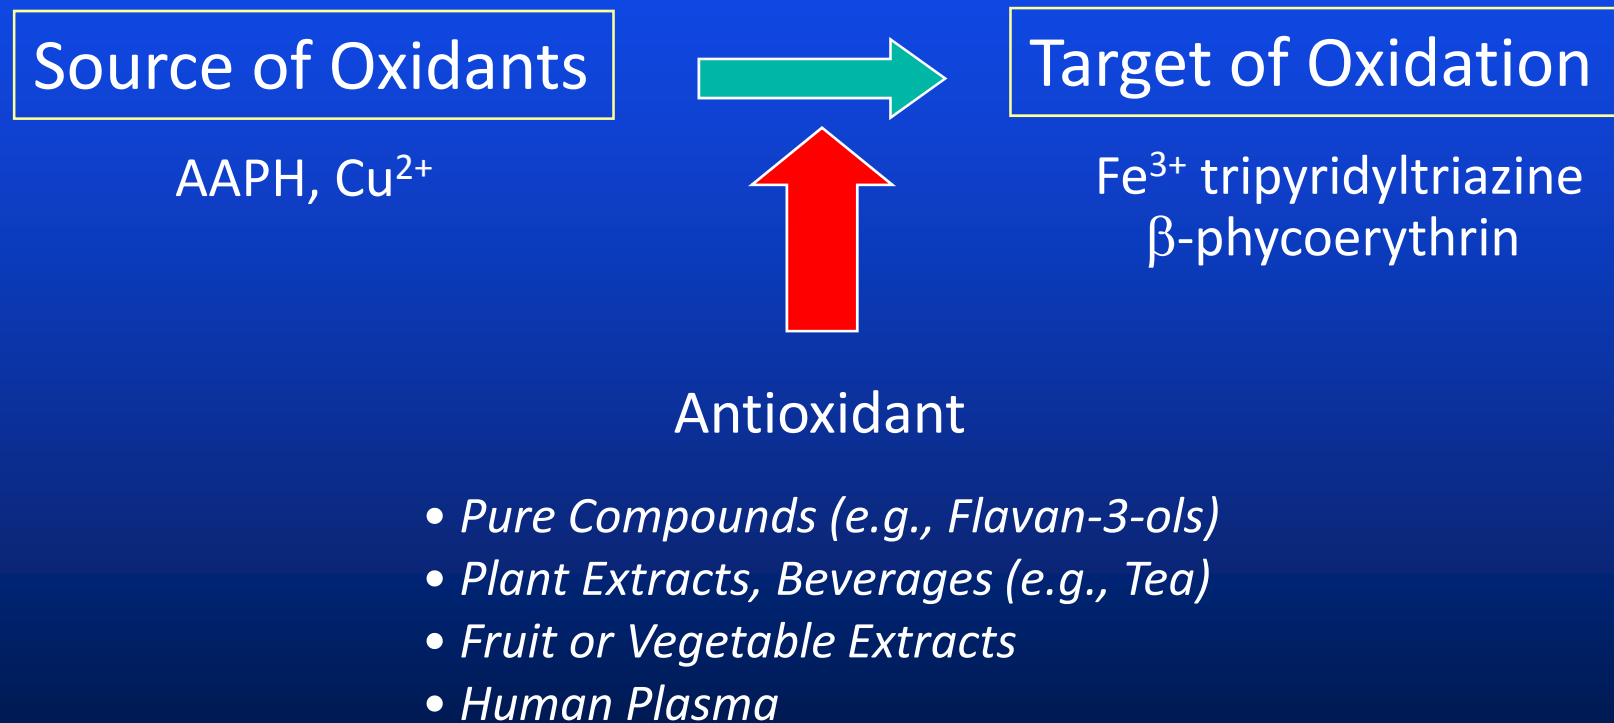 Source of Oxidants
Target of Oxidation
AAPH, Cu²⁺
Fe³⁺ tripyridyltriazine
β-phycoerythrin
Antioxidant
• Pure Compounds (e.g., Flavan-3-ols)
• Plant Extracts, Beverages (e.g., Tea)
• Fruit or Vegetable Extracts
• Human Plasma